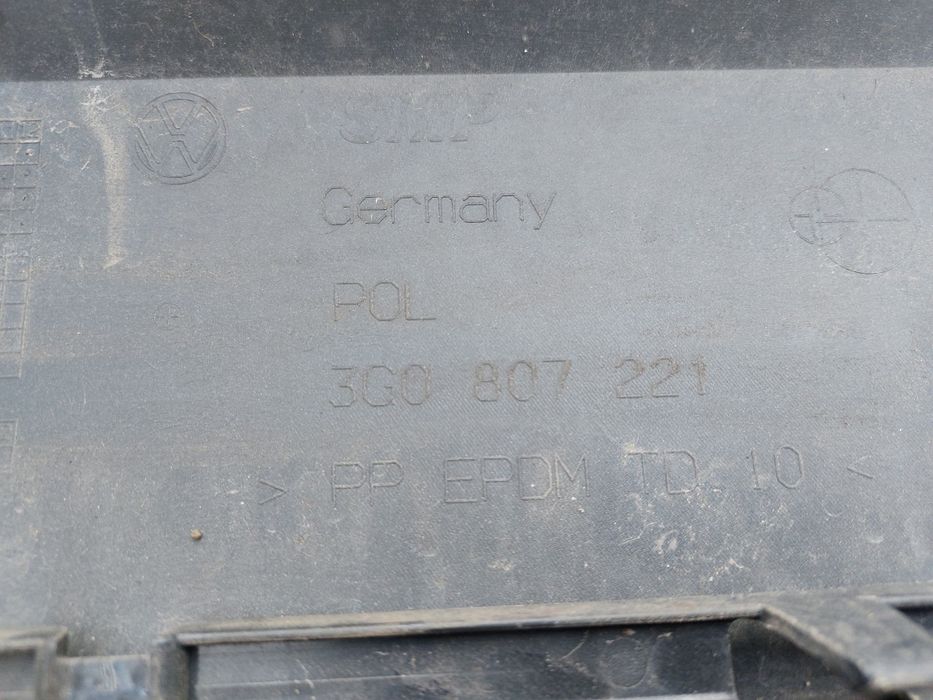 SMP
Germany
POL
3G0 807 221
> PP EPDM TD 10 <